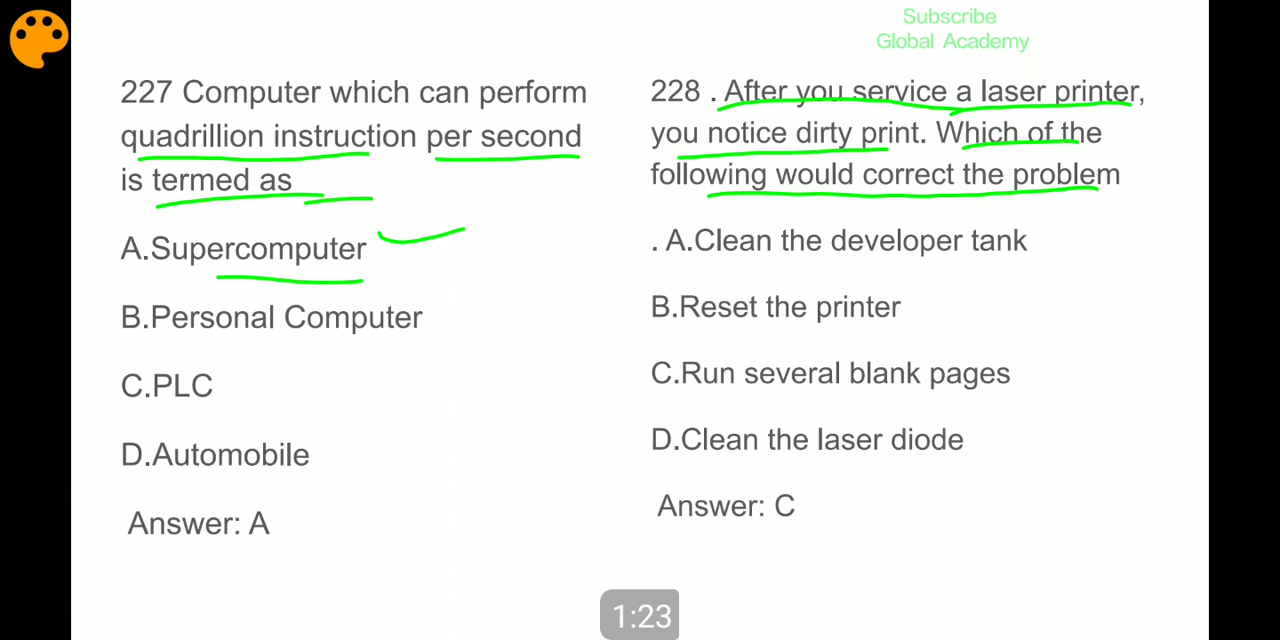 Subscribe
Global Academy
227 Computer which can perform
quadrillion instruction per second
is termed as
A.Supercomputer
B.Personal Computer
C.PLC
D.Automobile
Answer: A
228 . After you service a laser printer,
you notice dirty print. Which of the
following would correct the problem
. A.Clean the developer tank
B.Reset the printer
C.Run several blank pages
D.Clean the laser diode
Answer: C
1:23